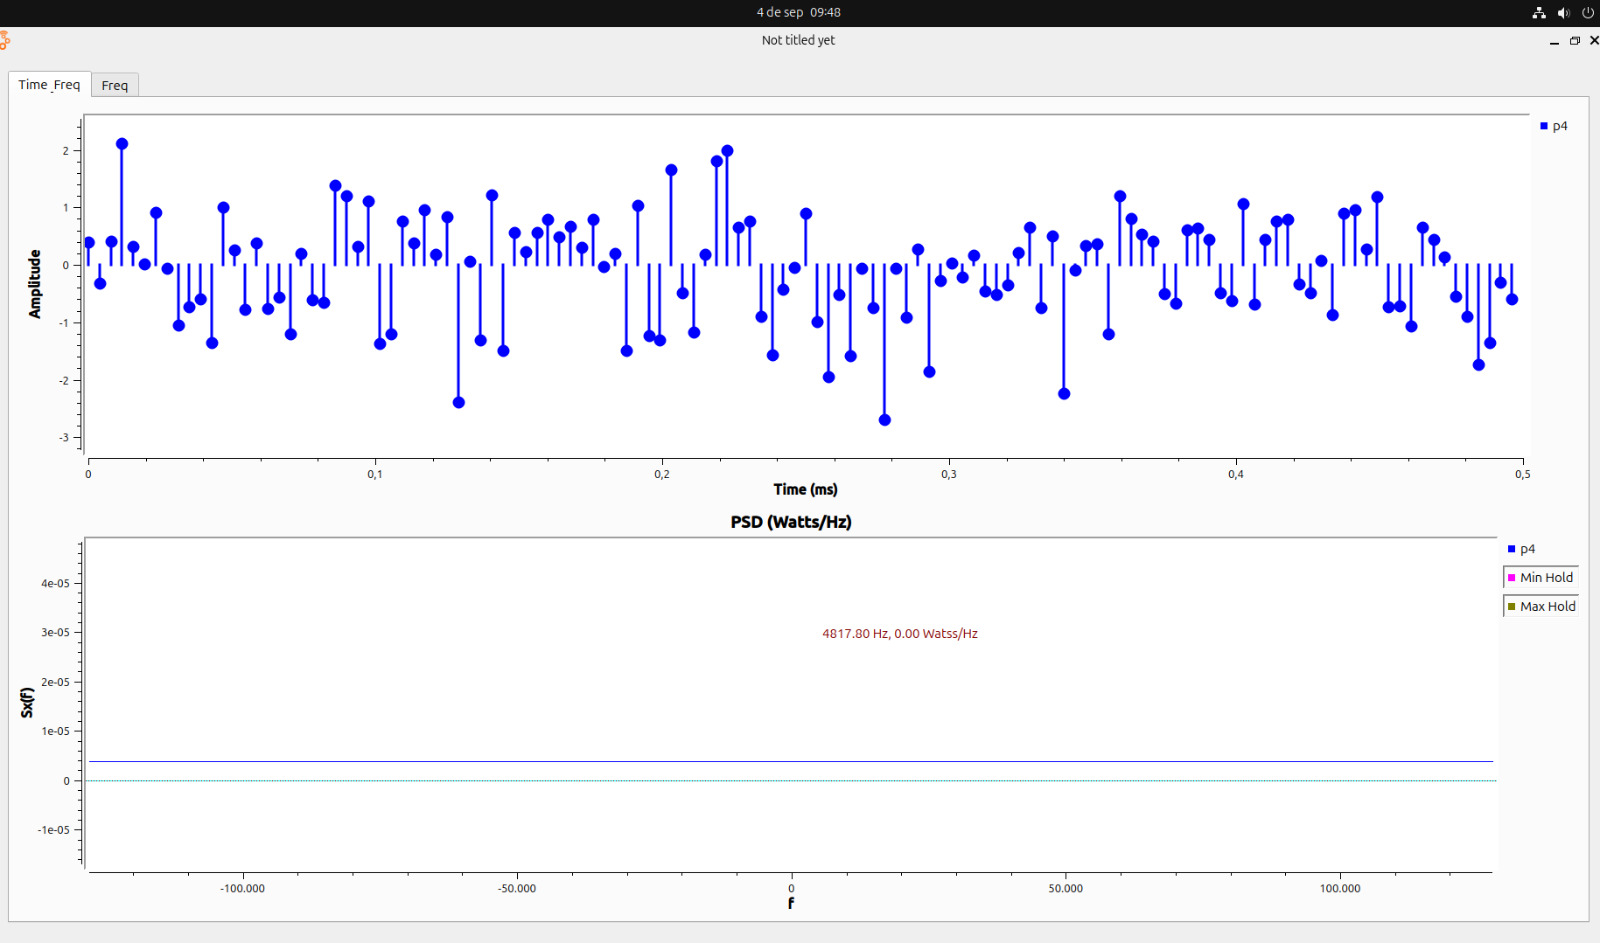 4 de sep 09:48
Not titled yet
Time_Freq
Freq
p4
Amplitude
2
1
0
-1
-2
-3
0
0,1
0,2
0,3
0,4
0,5
Time (ms)
PSD (Watts/Hz)
p4
Min Hold
Max Hold
4817.80 Hz, 0.00 Watss/Hz
Sx(f)
4e-05
3e-05
2e-05
1e-05
0
-1e-05
-100.000
-50.000
0
50.000
100.000
f